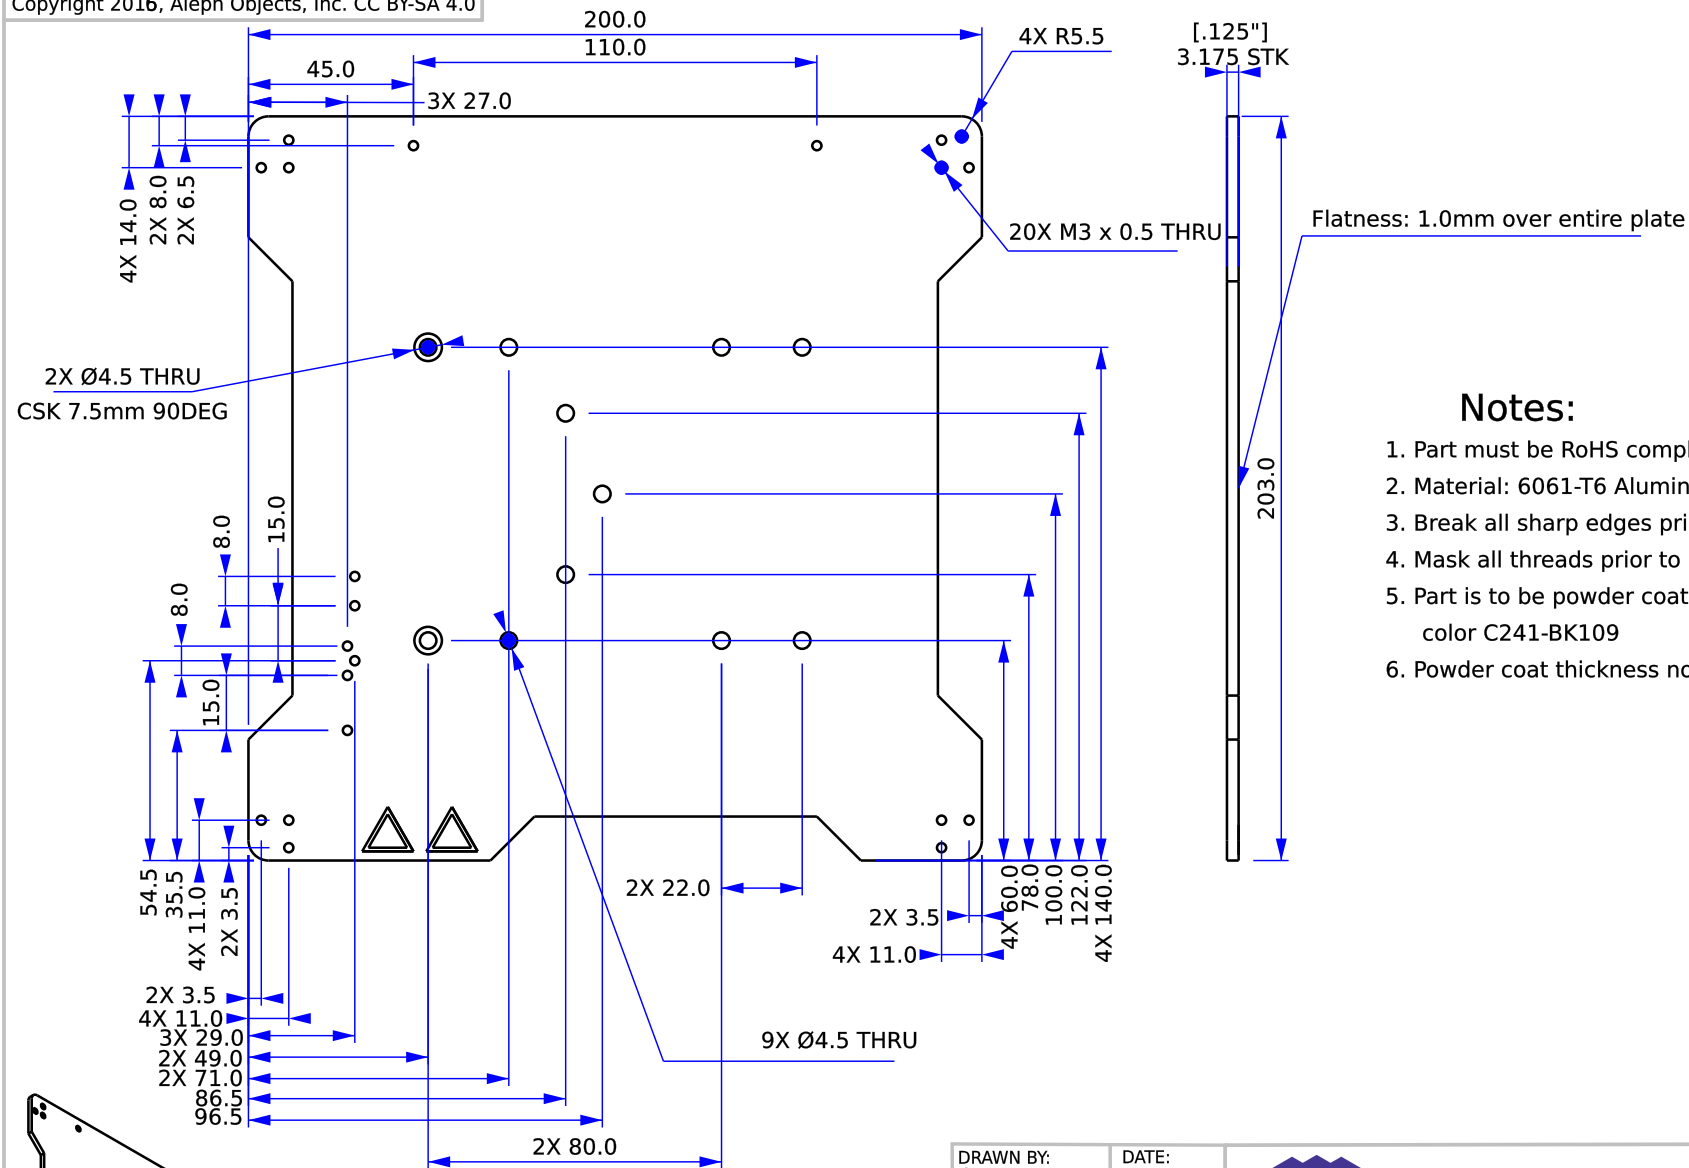 Copyright 2016, Aleph Objects, Inc. CC BY-SA 4.0
200.0
110.0
45.0
3X 27.0
4X R5.5
[.125"]
3.175 STK
4X 14.0
2X 8.0
2X 6.5
20X M3 x 0.5 THRU
Flatness: 1.0mm over entire plate
2X Ø4.5 THRU
CSK 7.5mm 90DEG
203.0
Notes:
1. Part must be RoHS compl
2. Material: 6061-T6 Alumin
3. Break all sharp edges pri
4. Mask all threads prior to
5. Part is to be powder coat
color C241-BK109
6. Powder coat thickness no
8.0
15.0
8.0
15.0
54.5
35.5
4X 11.0
2X 3.5
2X 22.0
2X 3.5
4X 11.0
4X 60.0
78.0
100.0
122.0
4X 140.0
2X 3.5
4X 11.0
3X 29.0
2X 49.0
2X 71.0
86.5
96.5
9X Ø4.5 THRU
2X 80.0
DRAWN BY:
DATE: